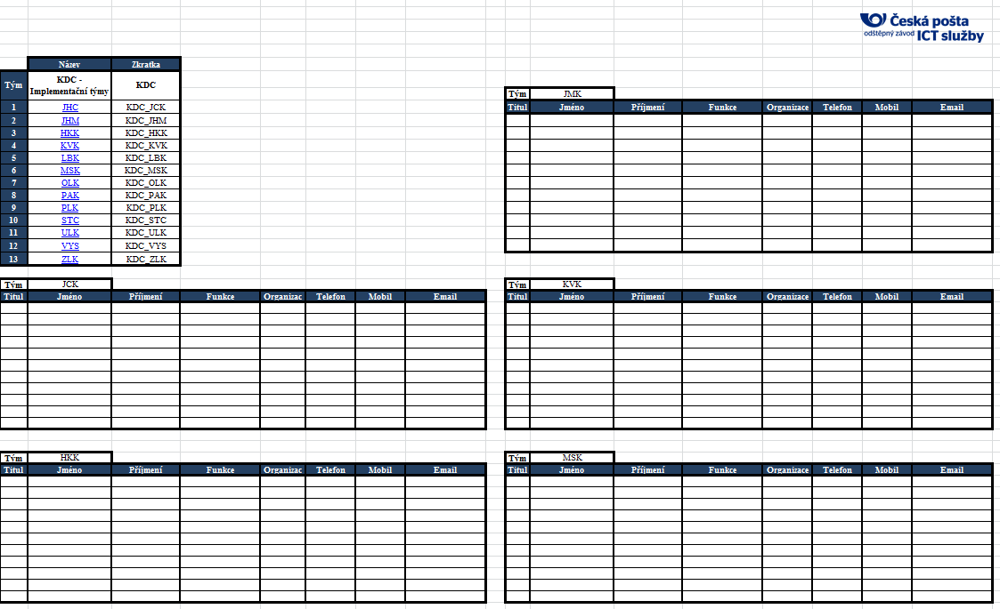 Česká pošta
odštěpný závod ICT služby
Název Zkratka
Tým KDC - Implementační týmy KDC
1 JHC KDC_JCK
2 JHM KDC_JHM
3 HKK KDC_HKK
4 KVK KDC_KVK
5 LBK KDC_LBK
6 MSK KDC_MSK
7 OLK KDC_OLK
8 PAK KDC_PAK
9 PLK KDC_PLK
10 STC KDC_STC
11 ULK KDC_ULK
12 VYS KDC_VYS
13 ZLK KDC_ZLK
Tým JMK
Titul Jméno Příjmení Funkce Organizace Telefon Mobil Email
Tým JCK
Titul Jméno Příjmení Funkce Organizac Telefon Mobil Email
Tým KVK
Titul Jméno Příjmení Funkce Organizace Telefon Mobil Email
Tým HKK
Titul Jméno Příjmení Funkce Organizac Telefon Mobil Email
Tým MSK
Titul Jméno Příjmení Funkce Organizace Telefon Mobil Email